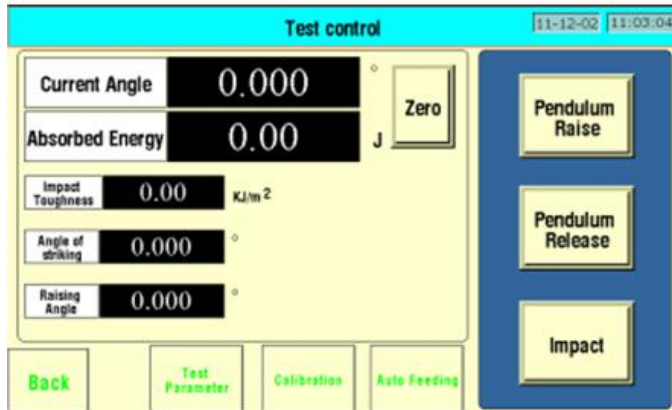 Test control
11-12-02 11:03:04
Current Angle 0.000 °
Absorbed Energy 0.00 J
Zero
Impact
Toughness
0.00 KJ/m 2
Angle of
striking
0.000 °
Raising
Angle
0.000 °
Pendulum
Raise
Pendulum
Release
Impact
Back
Test
Parameter
Calibration
Auto Feeding